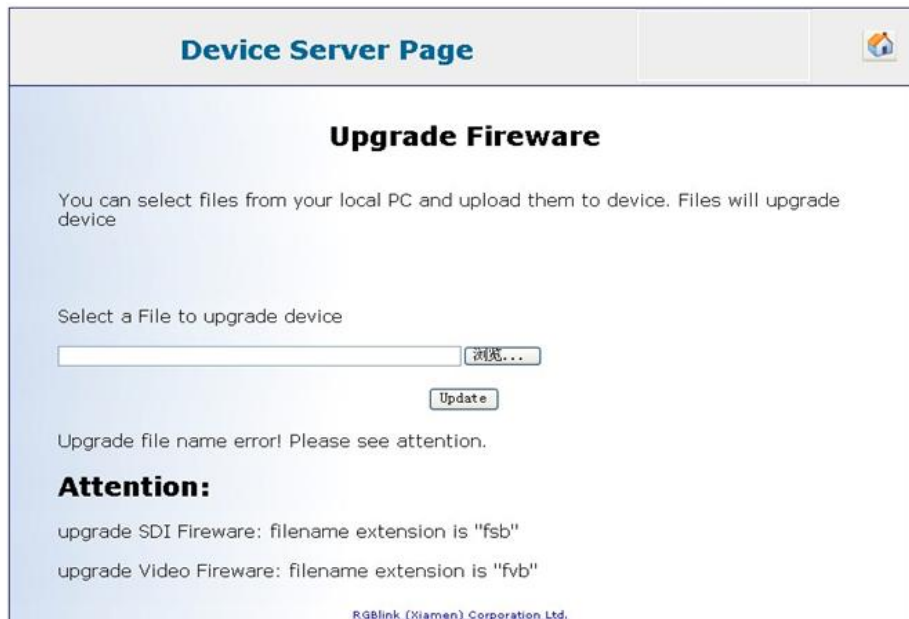 Device Server Page
Upgrade Fireware
You can select files from your local PC and upload them to device. Files will upgrade
device
Select a File to upgrade device
浏览...
Update
Upgrade file name error! Please see attention.
Attention:
upgrade SDI Fireware: filename extension is "fsb"
upgrade Video Fireware: filename extension is "fvb"
RGBlink (Xiamen) Corporation Ltd.